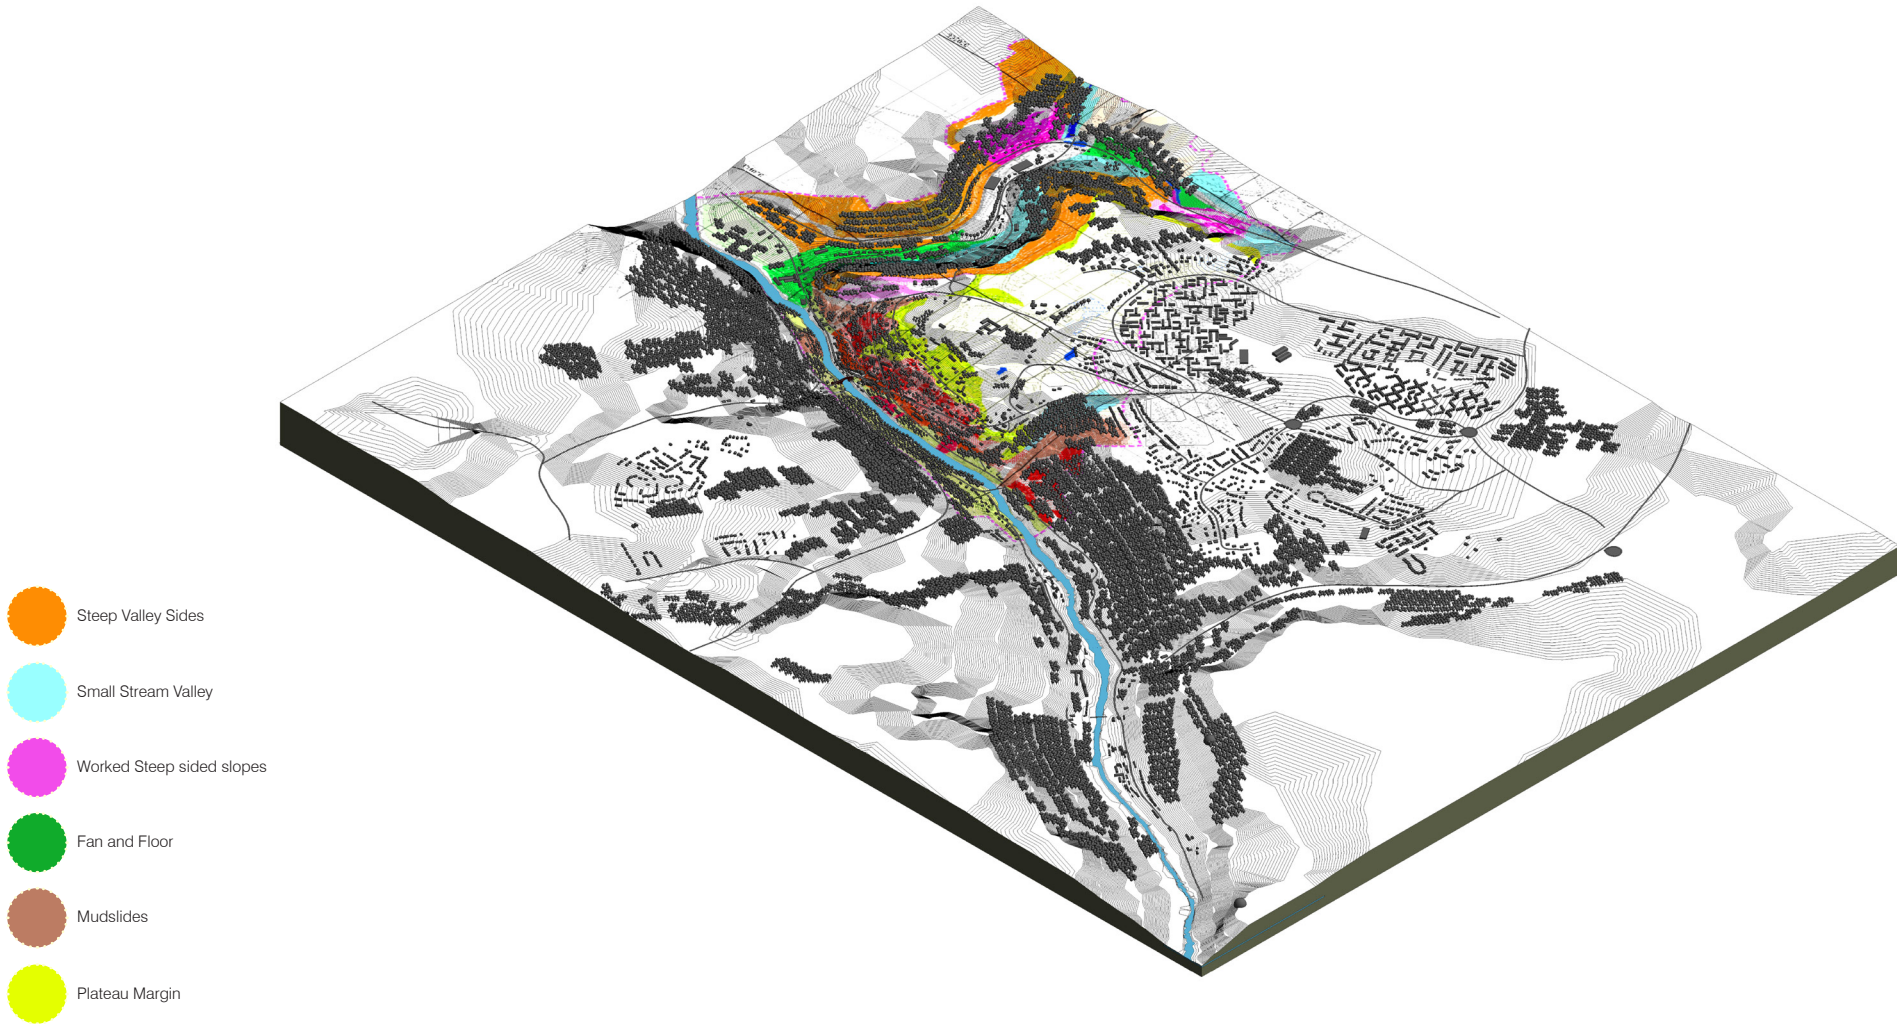 Steep Valley Sides
Small Stream Valley
Worked Steep sided slopes
Fan and Floor
Mudslides
Plateau Margin